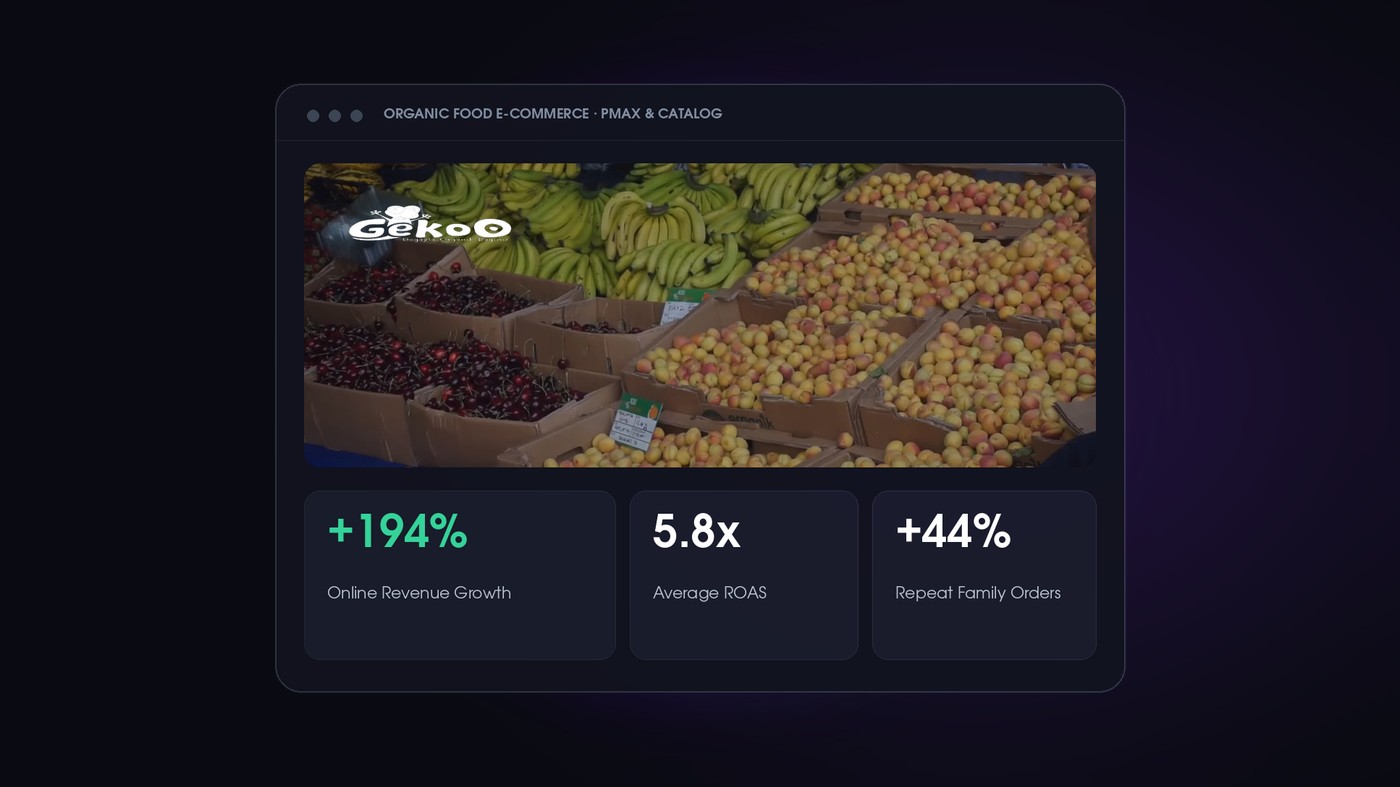 ORGANIC FOOD E-COMMERCE · PMAX & CATALOG
GekoO
+194%
Online Revenue Growth
5.8x
Average ROAS
+44%
Repeat Family Orders